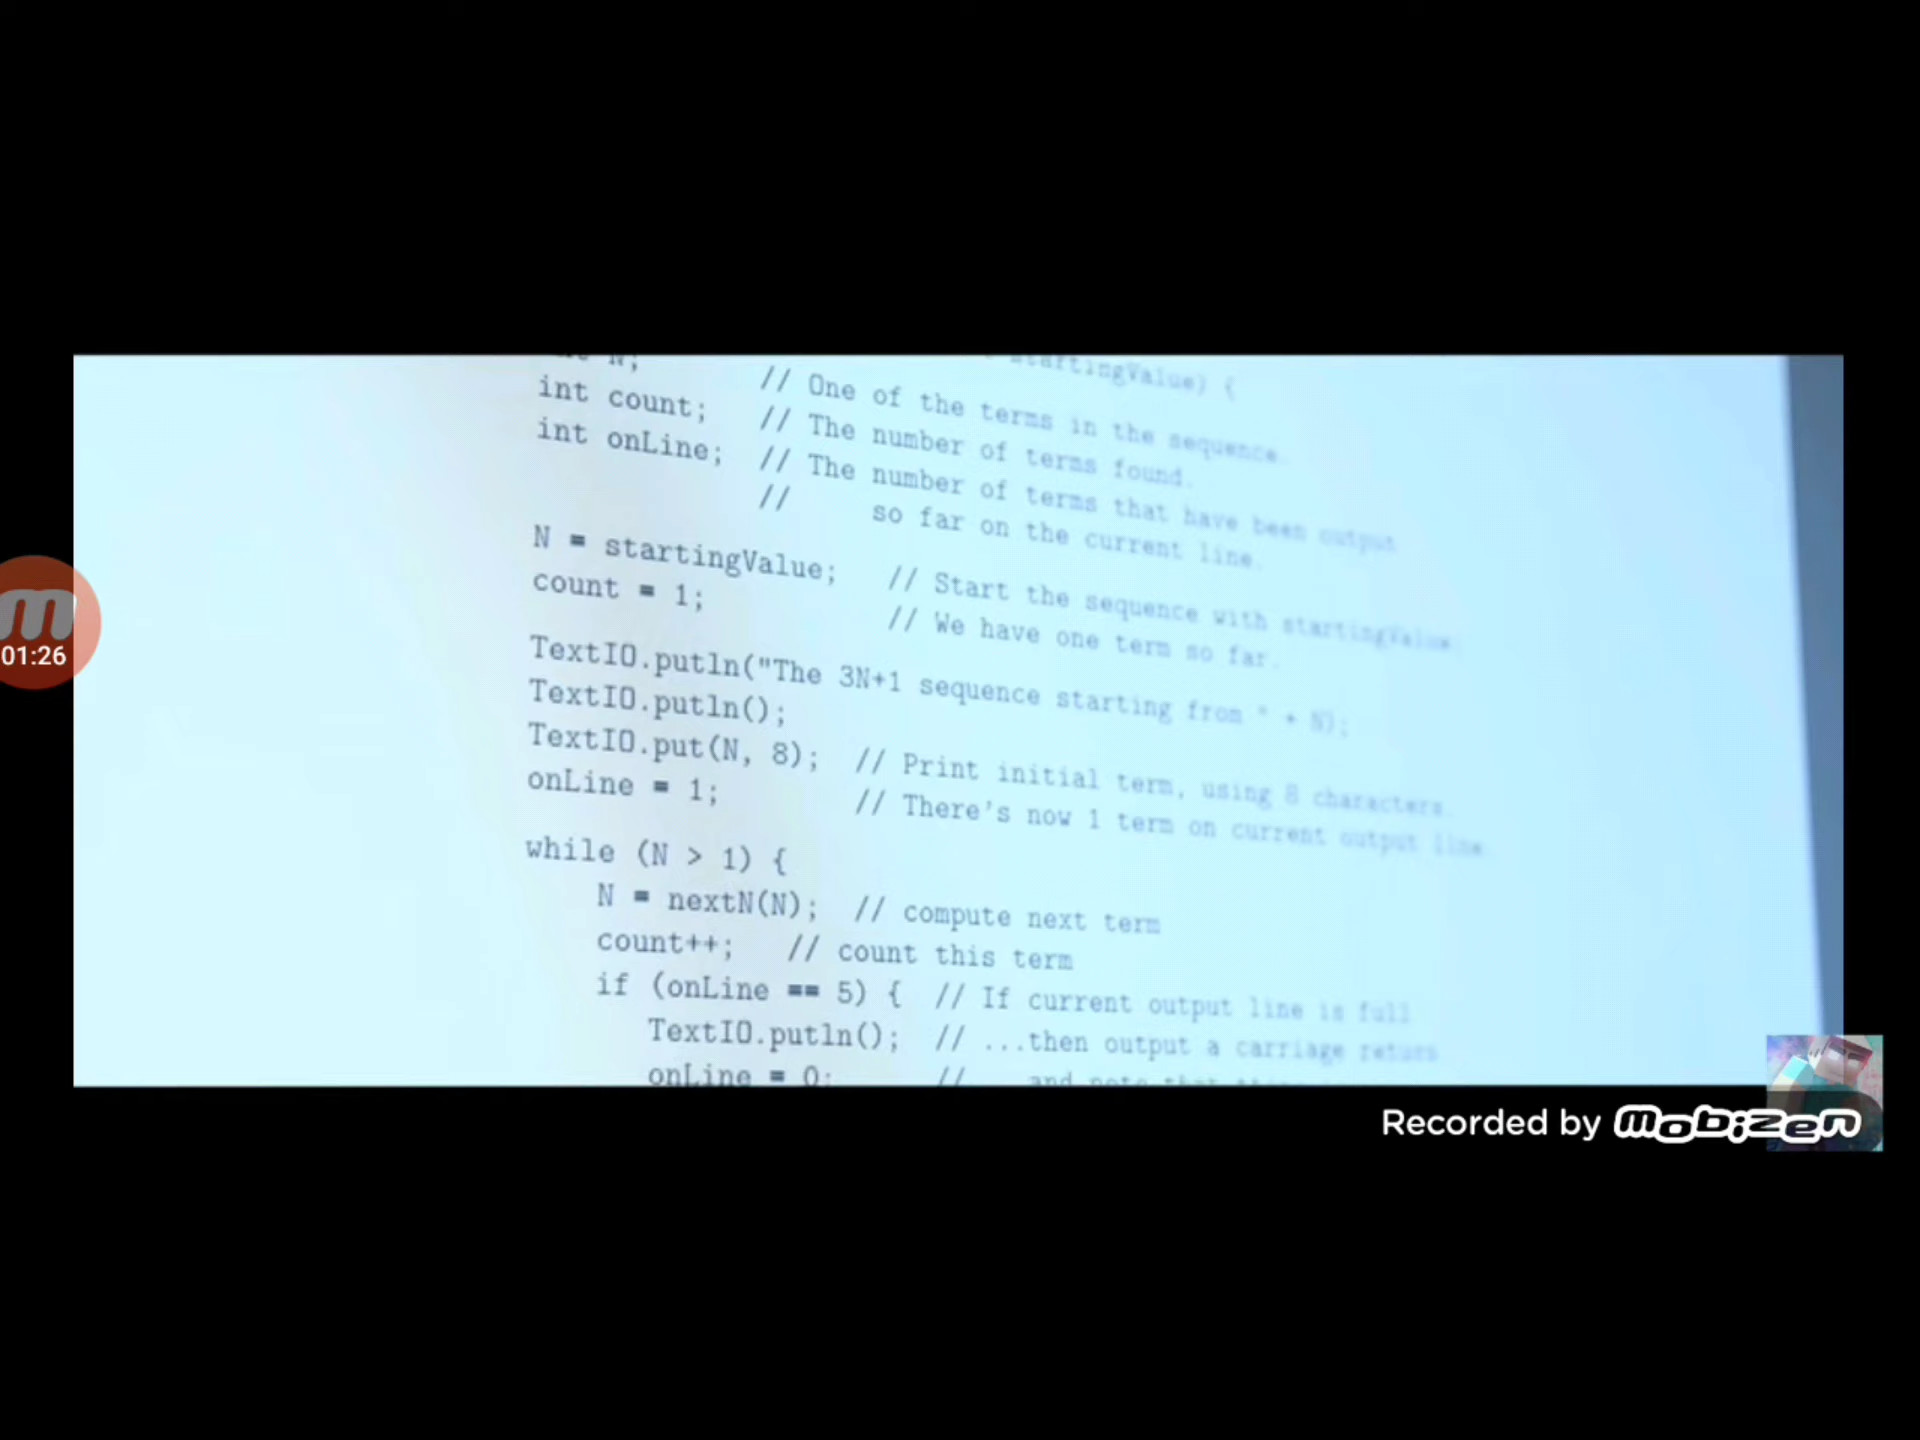 startingValue) {
N;
// One of the terms in the sequence.
int count; // The number of terms found.
int onLine; // The number of terms that have been output
// so far on the current line.
N = startingValue; // Start the sequence with startingValue;
count = 1; // We have one term so far.
TextIO.putln("The 3N+1 sequence starting from " + N);
TextIO.putln();
TextIO.put(N, 8); // Print initial term, using 8 characters.
onLine = 1; // There's now 1 term on current output line.
while (N > 1) {
N = nextN(N); // compute next term
count++; // count this term
if (onLine == 5) { // If current output line is full
TextIO.putln(); // ...then output a carriage return
onLine = 0; // and note that
01:26
Recorded by mobizen